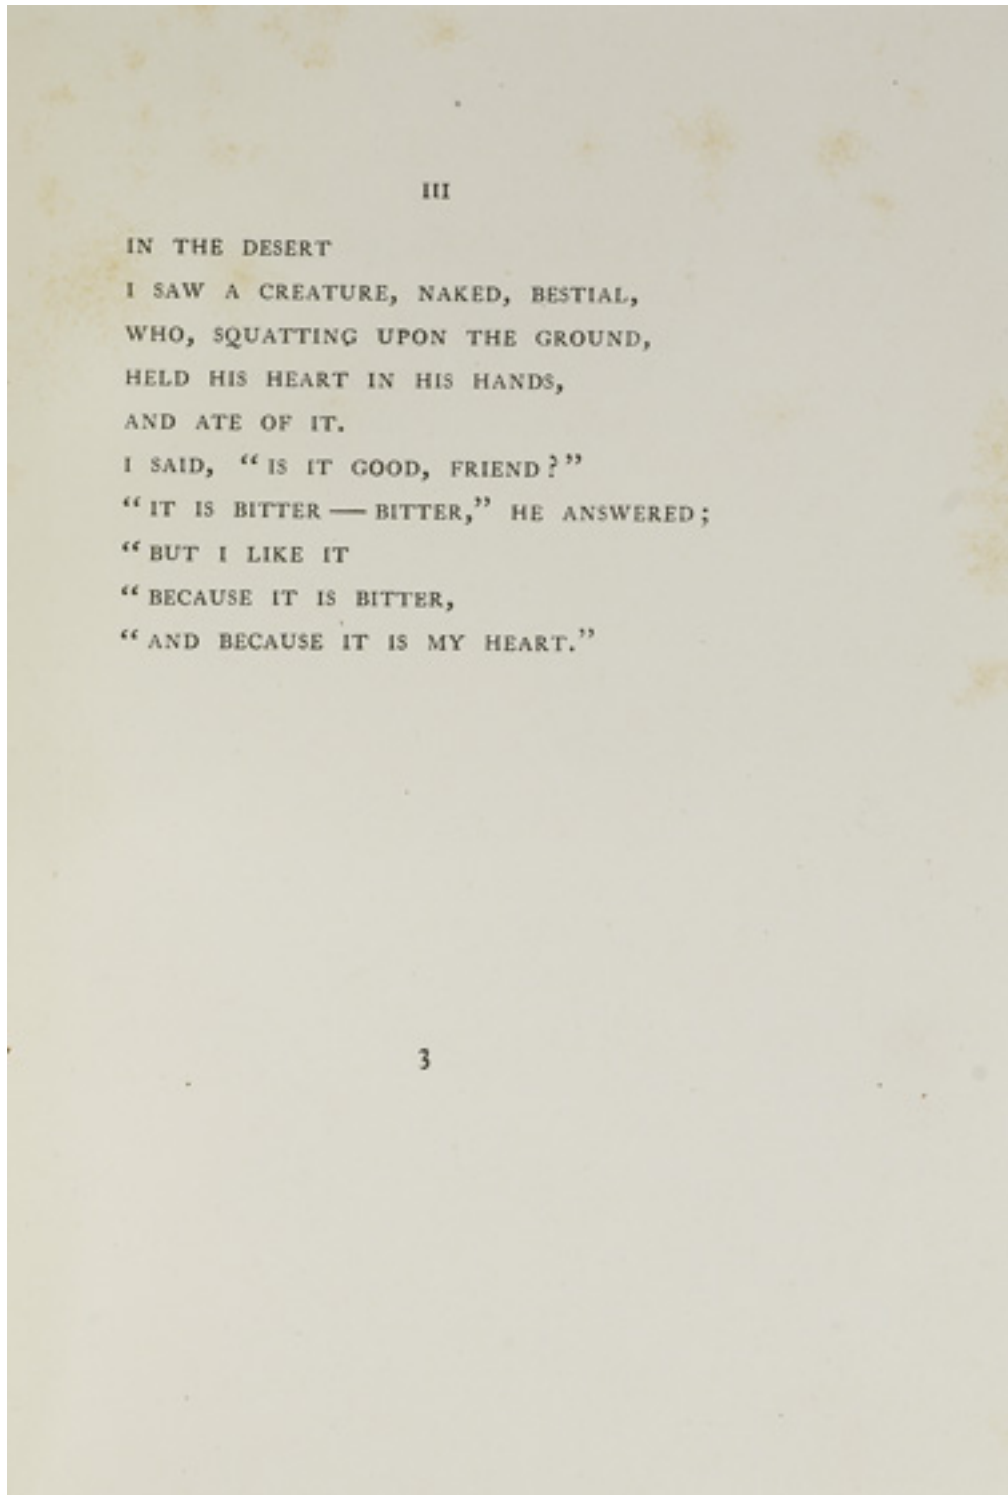 III
IN THE DESERT
I SAW A CREATURE, NAKED, BESTIAL,
WHO, SQUATTING UPON THE GROUND,
HELD HIS HEART IN HIS HANDS,
AND ATE OF IT.
I SAID, “IS IT GOOD, FRIEND?”
“IT IS BITTER — BITTER,” HE ANSWERED;
“BUT I LIKE IT
“BECAUSE IT IS BITTER,
“AND BECAUSE IT IS MY HEART.”
3